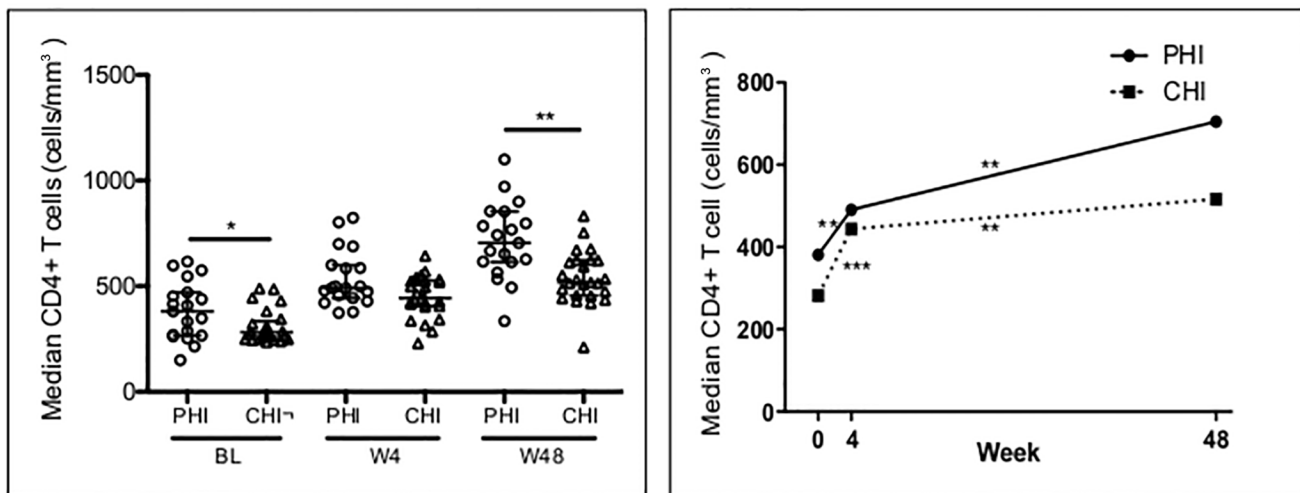 Median CD4+ T cells (cells/mm³ )
1500
1000
500
0
*
**
PHI
CHI¬
PHI
CHI
PHI
CHI
BL
W4
W48
Median CD4+ T cell (cells/mm³ )
PHI
CHI
800
600
400
200
0
**
***
**
**
0
4
48
Week